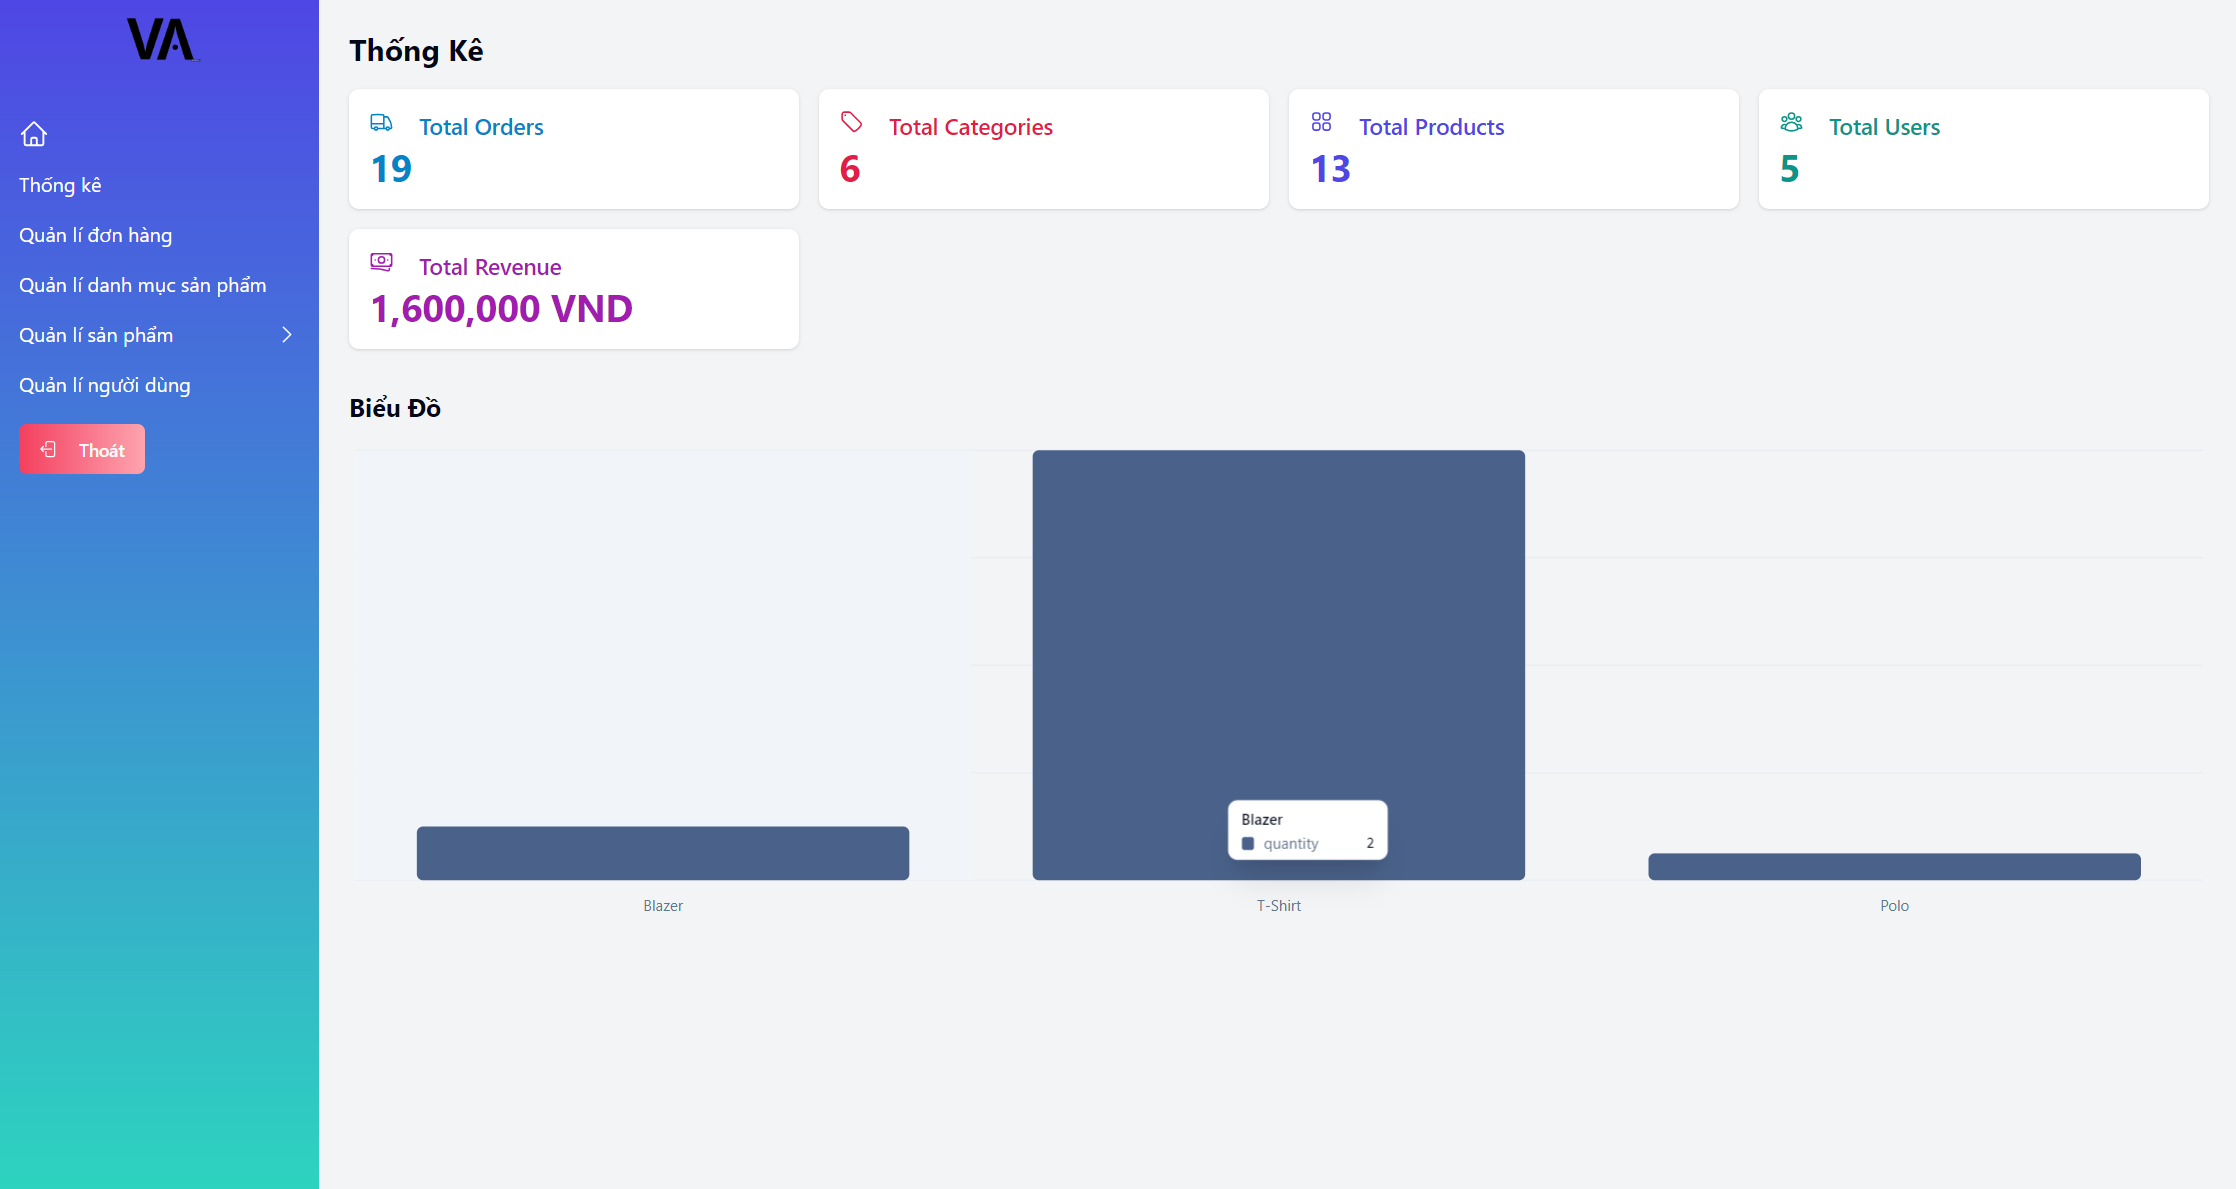 VA
Thống kê
Quản lí đơn hàng
Quản lí danh mục sản phẩm
Quản lí sản phẩm
Quản lí người dùng
Thoát
Thống Kê
Total Orders
19
Total Categories
6
Total Products
13
Total Users
5
Total Revenue
1,600,000 VND
Biểu Đồ
Blazer
quantity 2
Blazer
T-Shirt
Polo